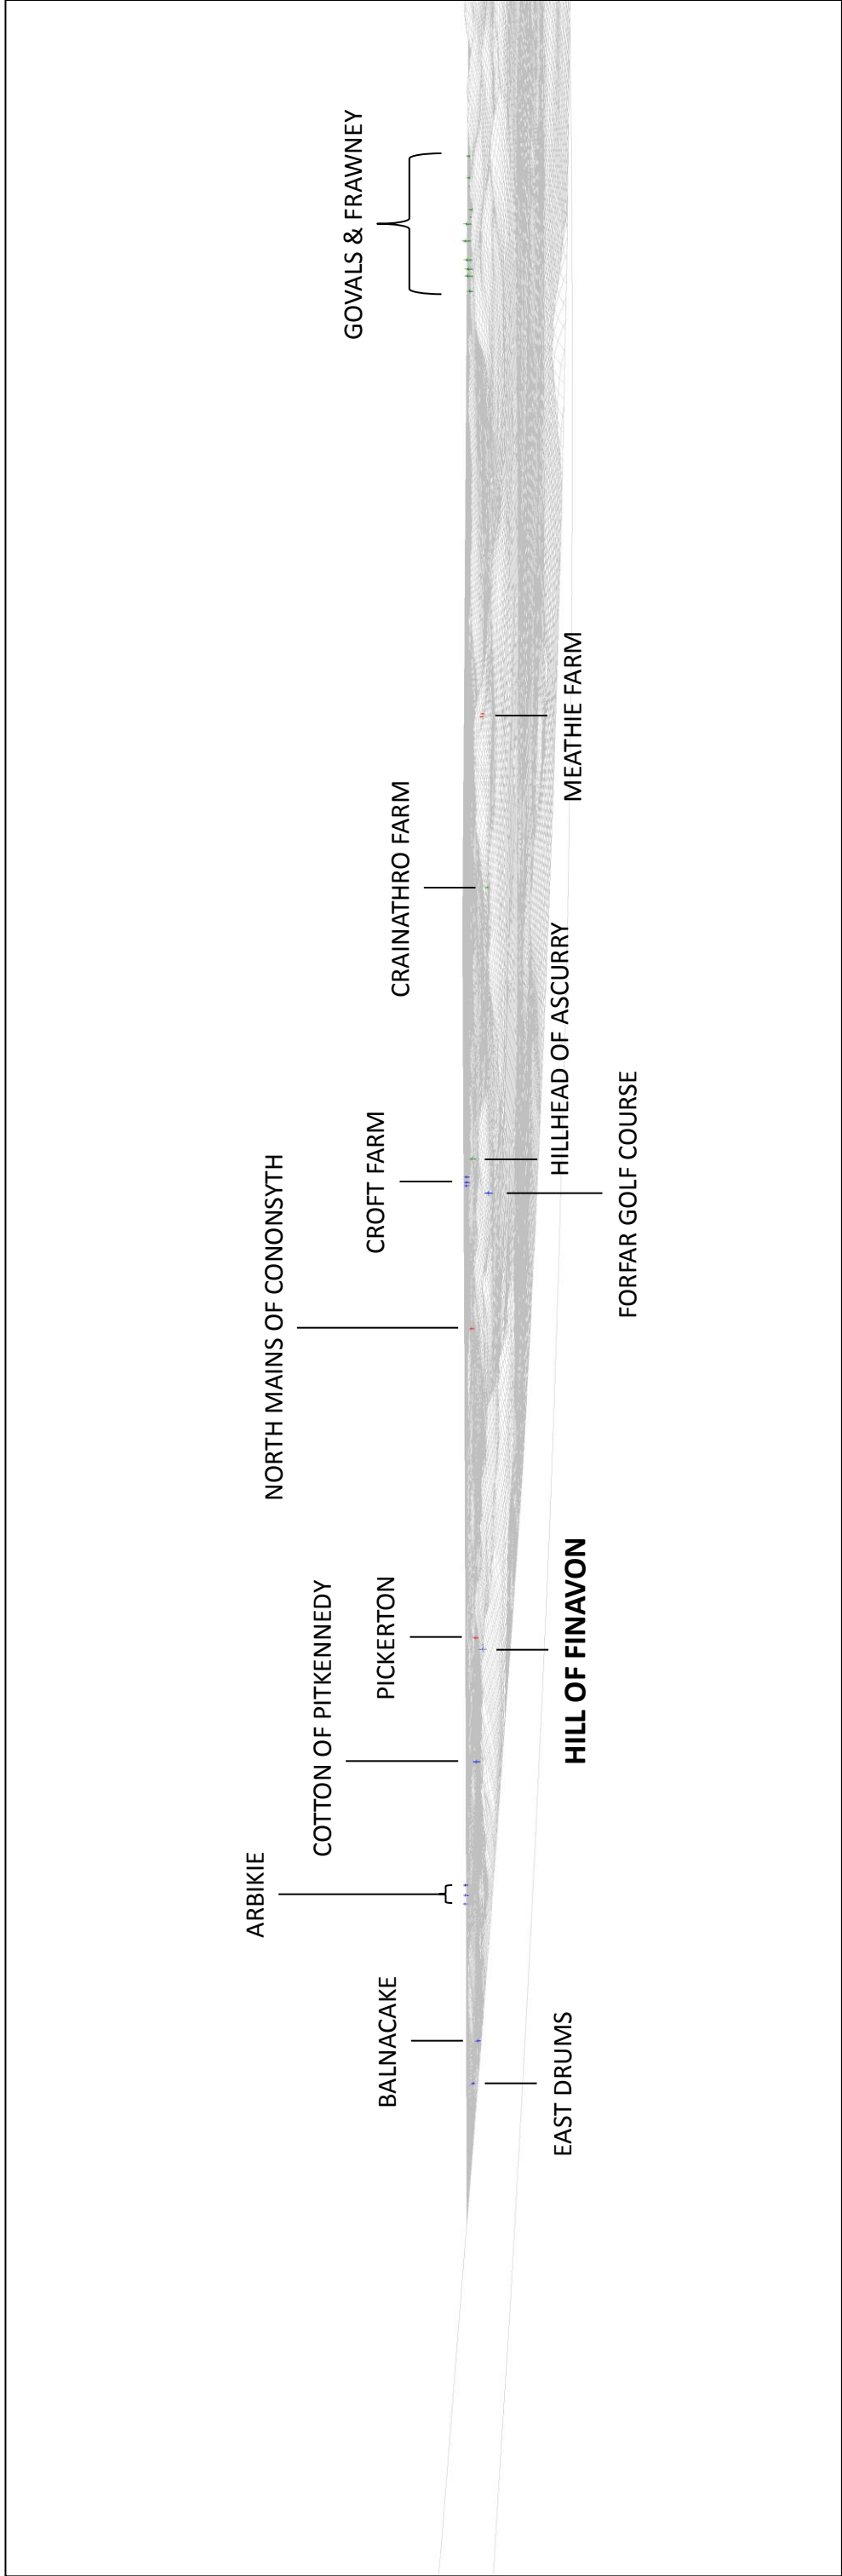 ARBIKIE
NORTH MAINS OF CONONSYTH
COTTON OF PITKENNEDY
GOVALS & FRAWNEY
BALNACAKE
PICKERTON
CROFT FARM
CRAINATHRO FARM
EAST DRUMS
HILL OF FINAVON
HILLHEAD OF ASCURRY
MEATHIE FARM
FORFAR GOLF COURSE